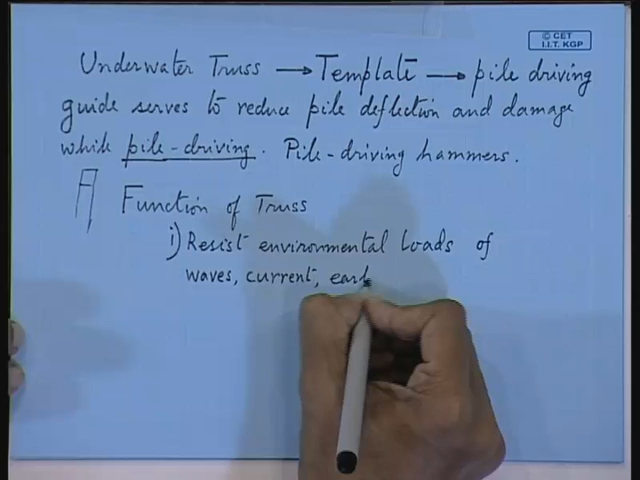 © CET
I.I.T. KGP
Underwater Truss → Template → pile driving
guide serves to reduce pile deflection and damage
while pile-driving. Pile-driving hammers.
Function of Truss
i) Resist environmental loads of
waves, current, eart